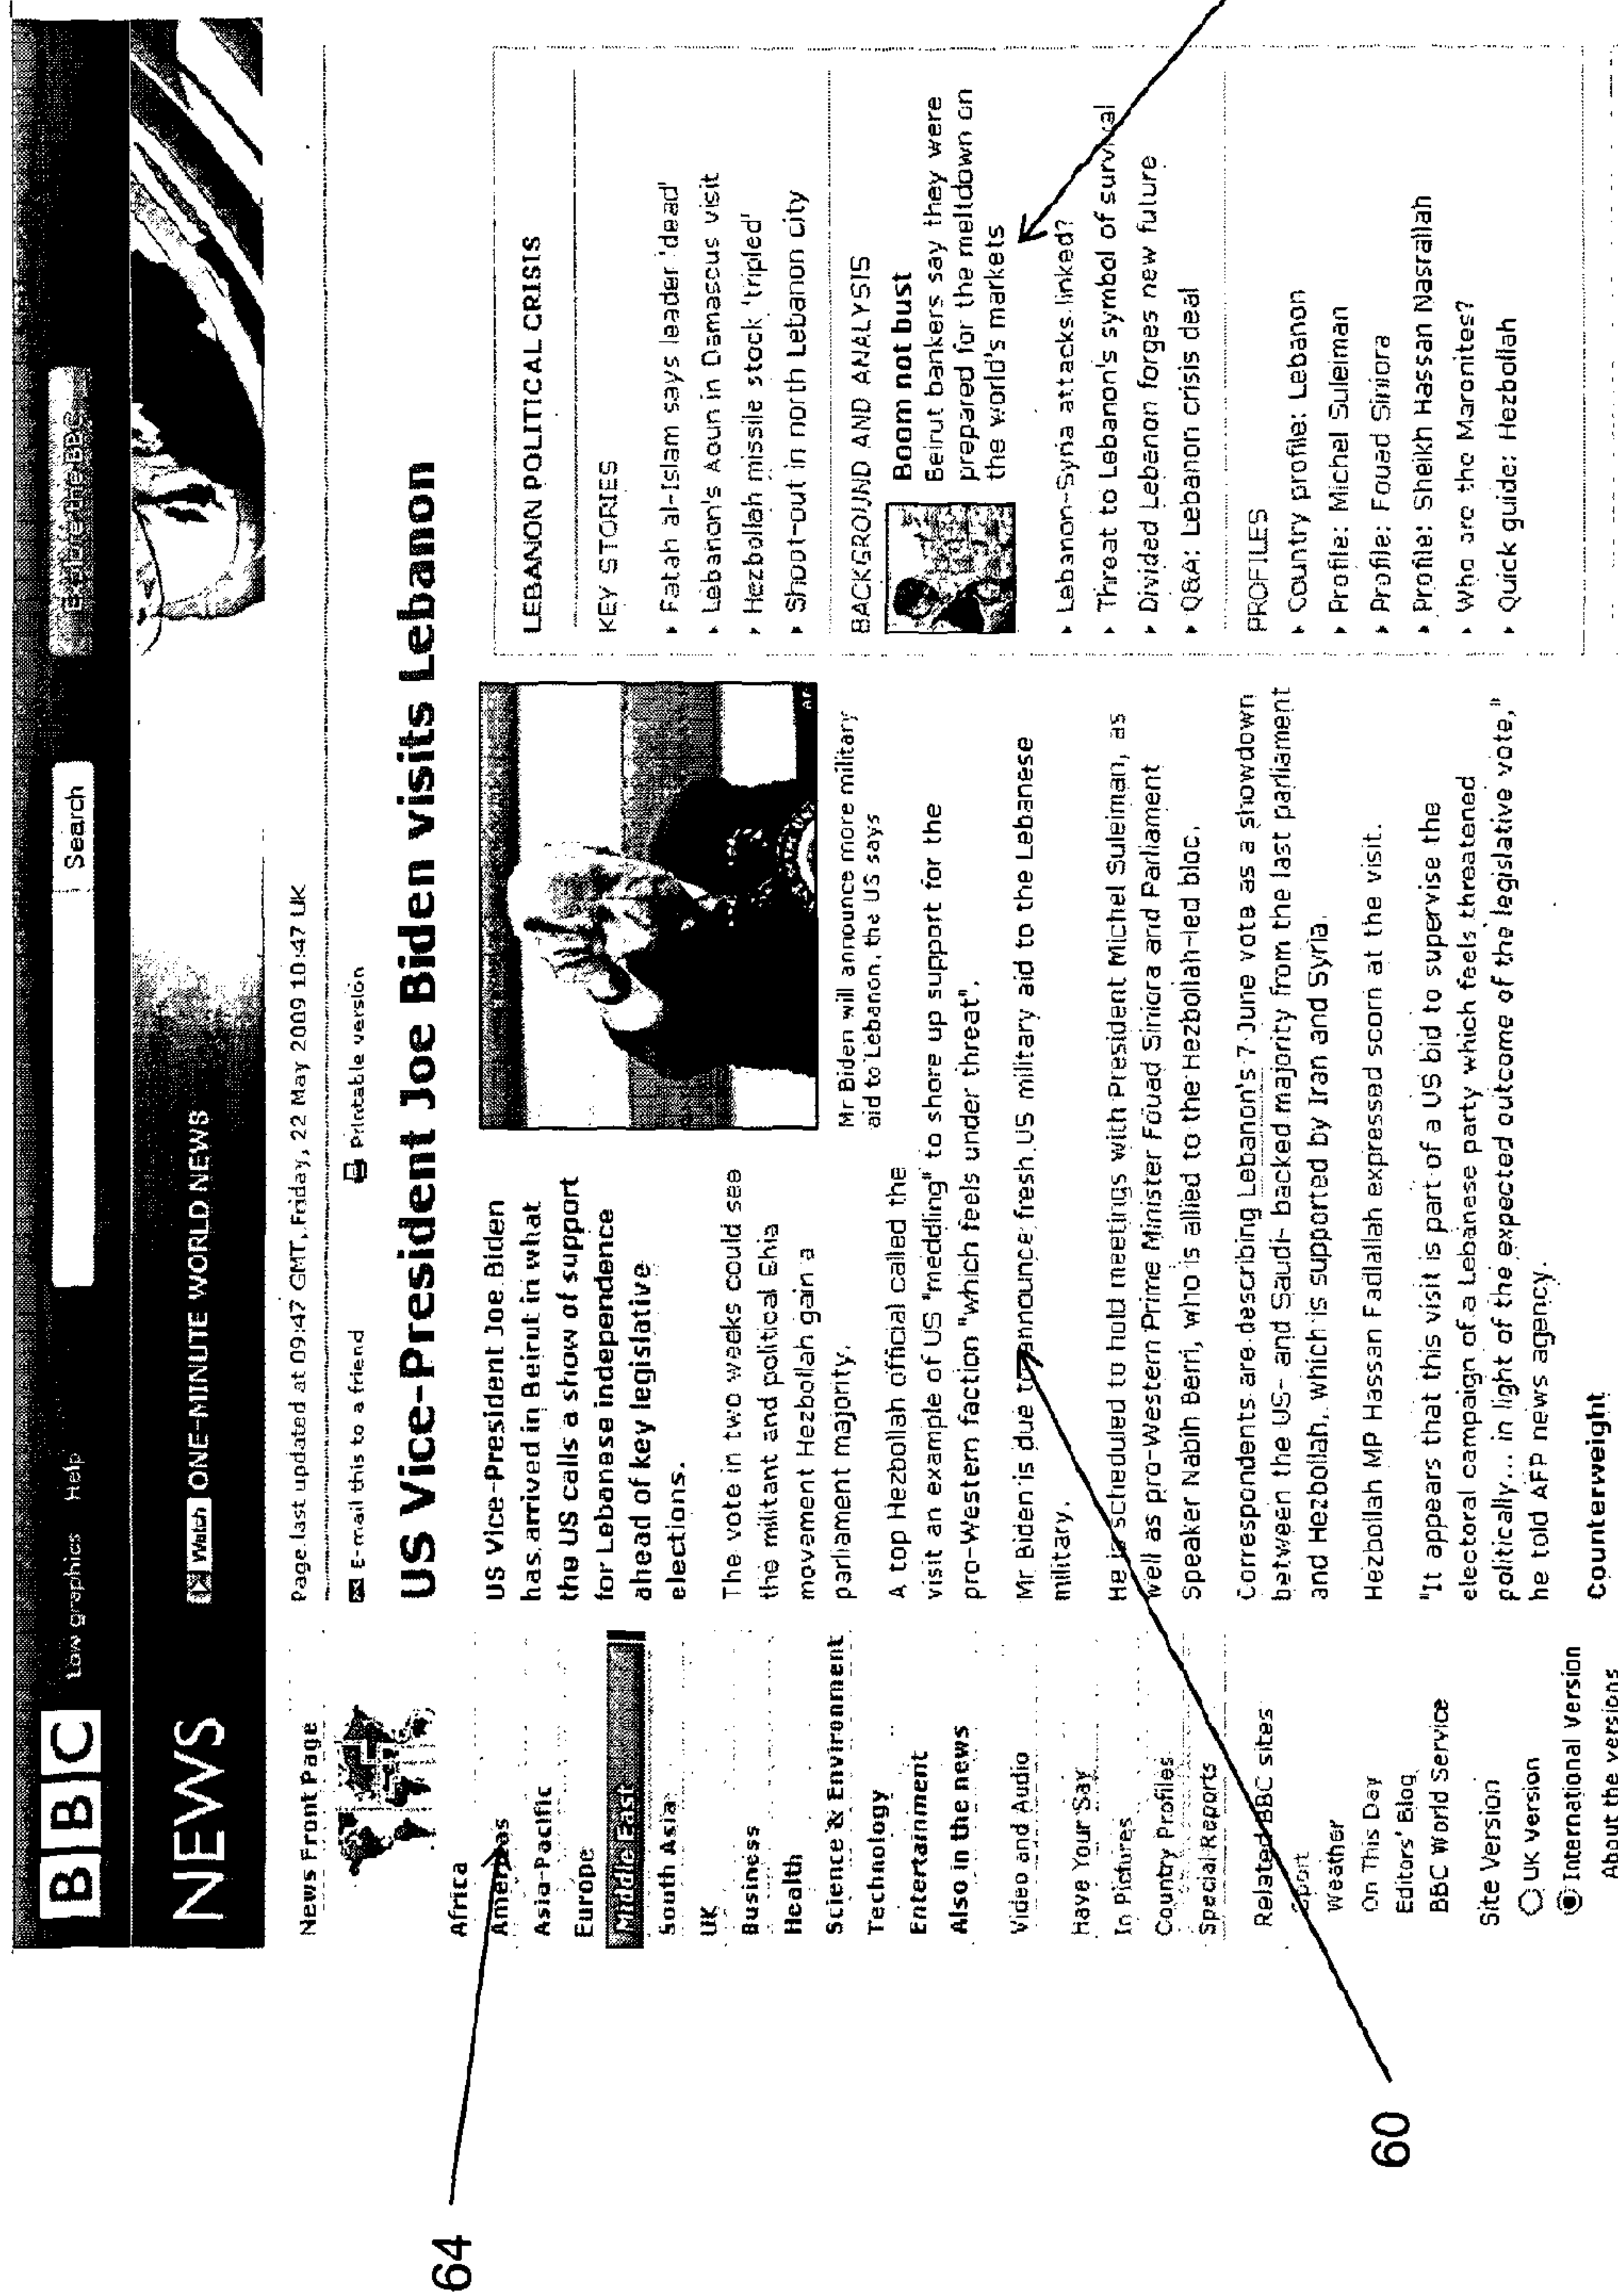 BBC
Low graphics Help
Search
Explore the BBC
NEWS
Watch ONE-MINUTE WORLD NEWS
News Front Page
Africa
Americas
Asia-Pacific
Europe
Middle East
South Asia
UK
Business
Health
Science & Environment
Technology
Entertainment
Also in the news
Video and Audio
Have Your Say
In Pictures
Country Profiles
Special Reports
Related BBC sites
Sport
Weather
On This Day
Editors' Blog
BBC World Service
Site Version
UK Version
International Version
About the versions
Page last updated at 09:47 GMT, Friday, 22 May 2009 10:47 UK
E-mail this to a friend
Printable version
US Vice-President Joe Biden visits Lebanon
US Vice-President Joe Biden
has arrived in Beirut in what
the US calls a show of support
for Lebanese independence
ahead of key legislative
elections.
The vote in two weeks could see
the militant and political Shia
movement Hezbollah gain a
parliament majority.
Mr Biden will announce more military
aid to Lebanon, the US says
A top Hezbollah official called the
visit an example of US "meddling" to shore up support for the
pro-Western faction "which feels under threat".
Mr Biden is due to announce fresh US military aid to the Lebanese
military.
He is scheduled to hold meetings with President Michel Suleiman, as
well as pro-Western Prime Minister Fouad Siniora and Parliament
Speaker Nabih Berri, who is allied to the Hezbollah-led bloc.
Correspondents are describing Lebanon's 7 June vote as a showdown
between the US- and Saudi- backed majority from the last parliament
and Hezbollah, which is supported by Iran and Syria.
Hezbollah MP Hassan Fadlallah expressed scorn at the visit.
"It appears that this visit is part of a US bid to supervise the
electoral campaign of a Lebanese party which feels threatened
politically... in light of the expected outcome of the legislative vote,"
he told AFP news agency.
Counterweight
LEBANON POLITICAL CRISIS
KEY STORIES
Fatah al-Islam says leader 'dead'
Lebanon's Aoun in Damascus visit
Hezbollah missile stock 'tripled'
Shoot-out in north Lebanon city
BACKGROUND AND ANALYSIS
Boom not bust
Beirut bankers say they were
prepared for the meltdown on
the world's markets
Lebanon-Syria attacks linked?
Threat to Lebanon's symbol of survival
Divided Lebanon forges new future
Q&A: Lebanon crisis deal
PROFILES
Country profile: Lebanon
Profile: Michel Suleiman
Profile: Fouad Siniora
Profile: Sheikh Hassan Nasrallah
Who are the Maronites?
Quick guide: Hezbollah
64
60